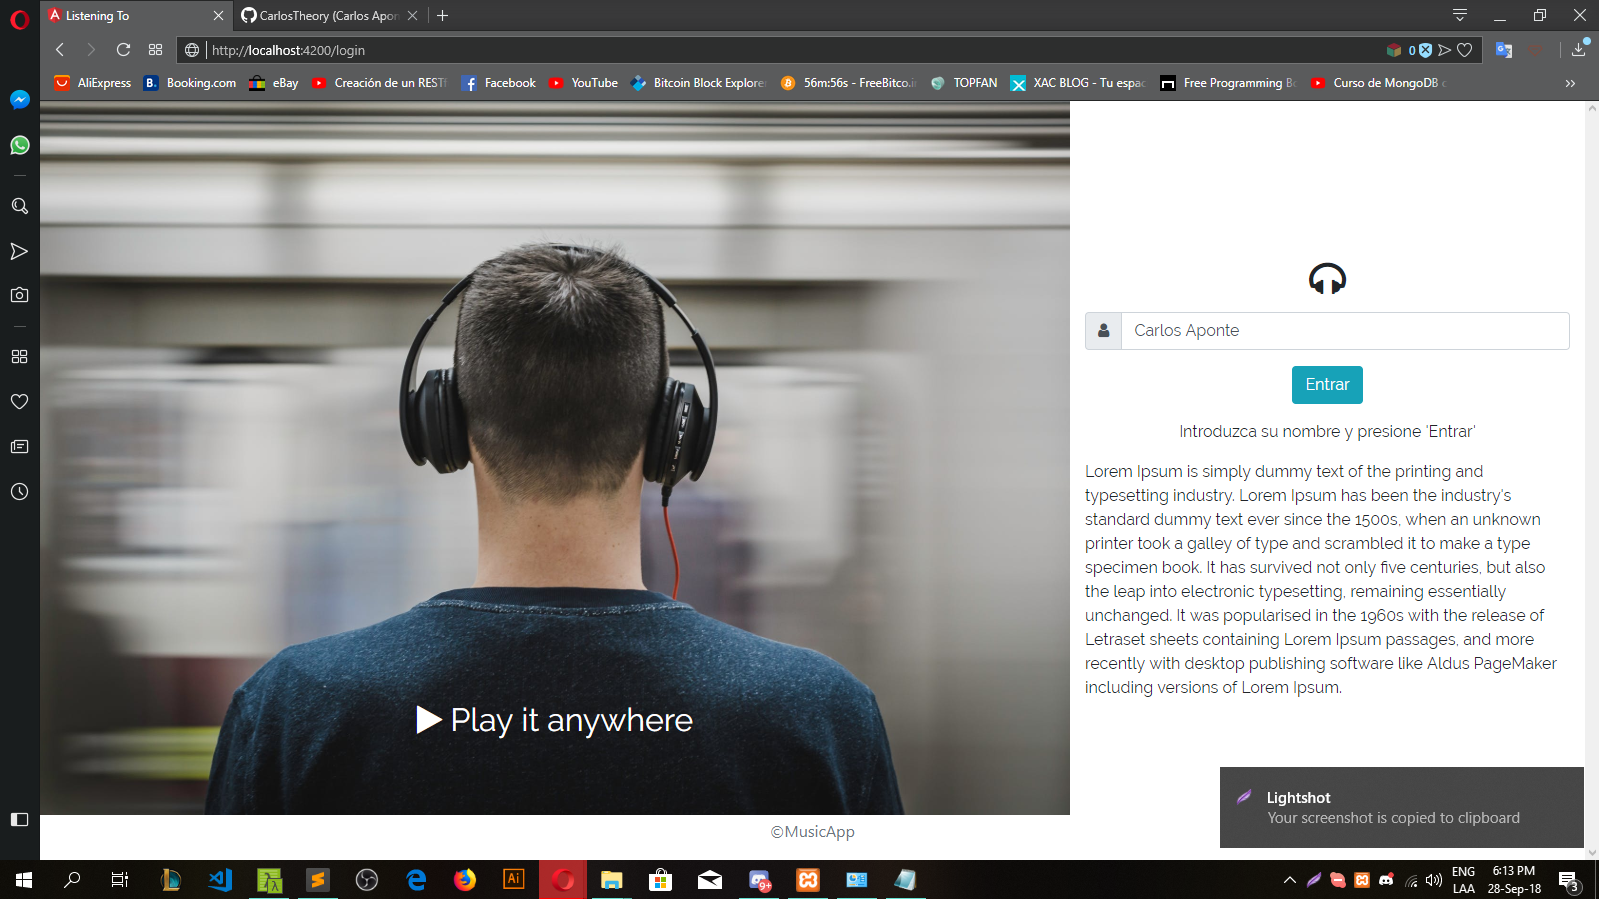 Listening To
CarlosTheory (Carlos Apon
http://localhost:4200/login
0
AliExpress
Booking.com
eBay
Creación de un REST
Facebook
YouTube
Bitcoin Block Explorer
56m:56s - FreeBitco.i
TOPFAN
XAC BLOG - Tu espac
Free Programming Bo
Curso de MongoDB
Carlos Aponte
Entrar
Introduzca su nombre y presione 'Entrar'
Lorem Ipsum is simply dummy text of the printing and
typesetting industry. Lorem Ipsum has been the industry's
standard dummy text ever since the 1500s, when an unknown
printer took a galley of type and scrambled it to make a type
specimen book. It has survived not only five centuries, but also
the leap into electronic typesetting, remaining essentially
unchanged. It was popularised in the 1960s with the release of
Letraset sheets containing Lorem Ipsum passages, and more
recently with desktop publishing software like Aldus PageMaker
including versions of Lorem Ipsum.
Play it anywhere
©MusicApp
Lightshot
Your screenshot is copied to clipboard
Ai
9+
ENG
LAA
6:13 PM
28-Sep-18
3